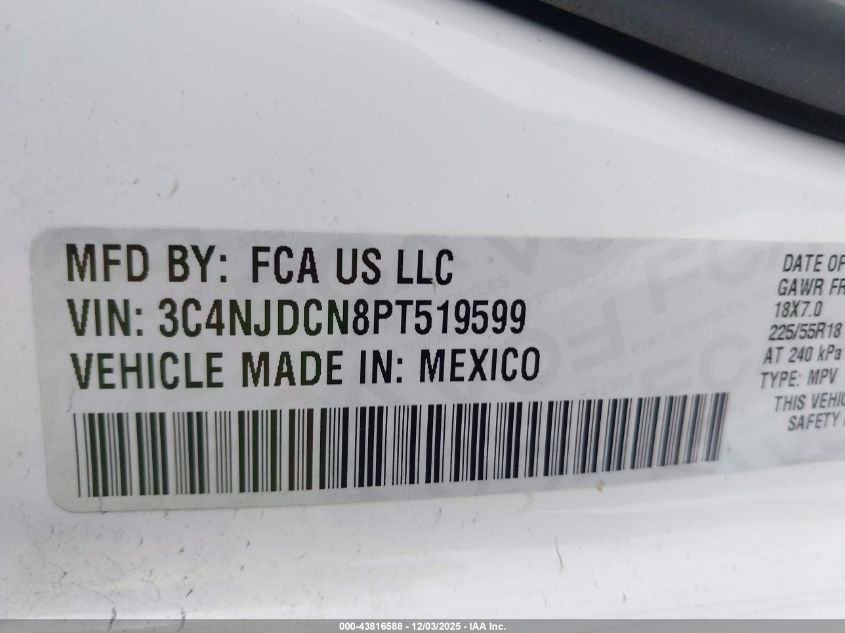 MFD BY: FCA US LLC
VIN: 3C4NJDCN8PT519599
VEHICLE MADE IN: MEXICO
DATE OF
GAWR FR
18X7.0
225/55R18
AT 240 kPa
TYPE: MPV
THIS VEHIC
SAFETY
000-43816588 - 12/03/2025 - IAA Inc.